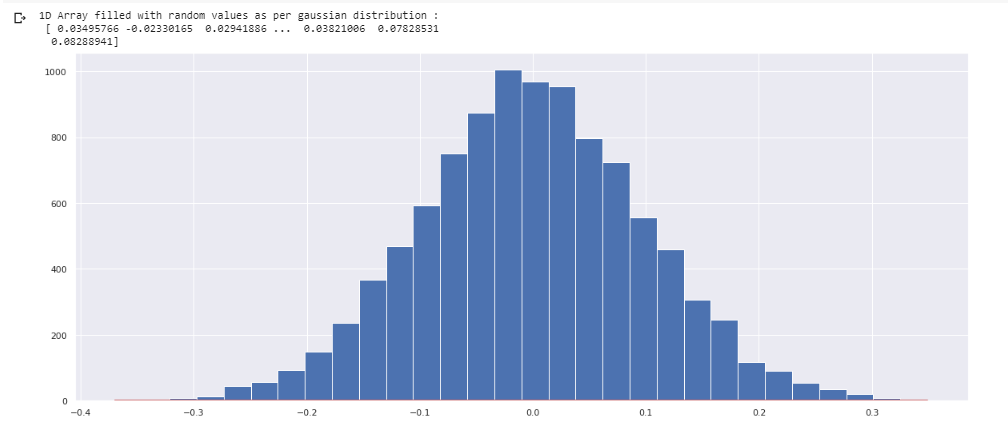 1D Array filled with random values as per gaussian distribution :
[ 0.03495766 -0.02330165  0.02941886 ...  0.03821006  0.07828531
0.08288941]
1000
800
600
400
200
0
−0.4 −0.3 −0.2 −0.1 0.0 0.1 0.2 0.3